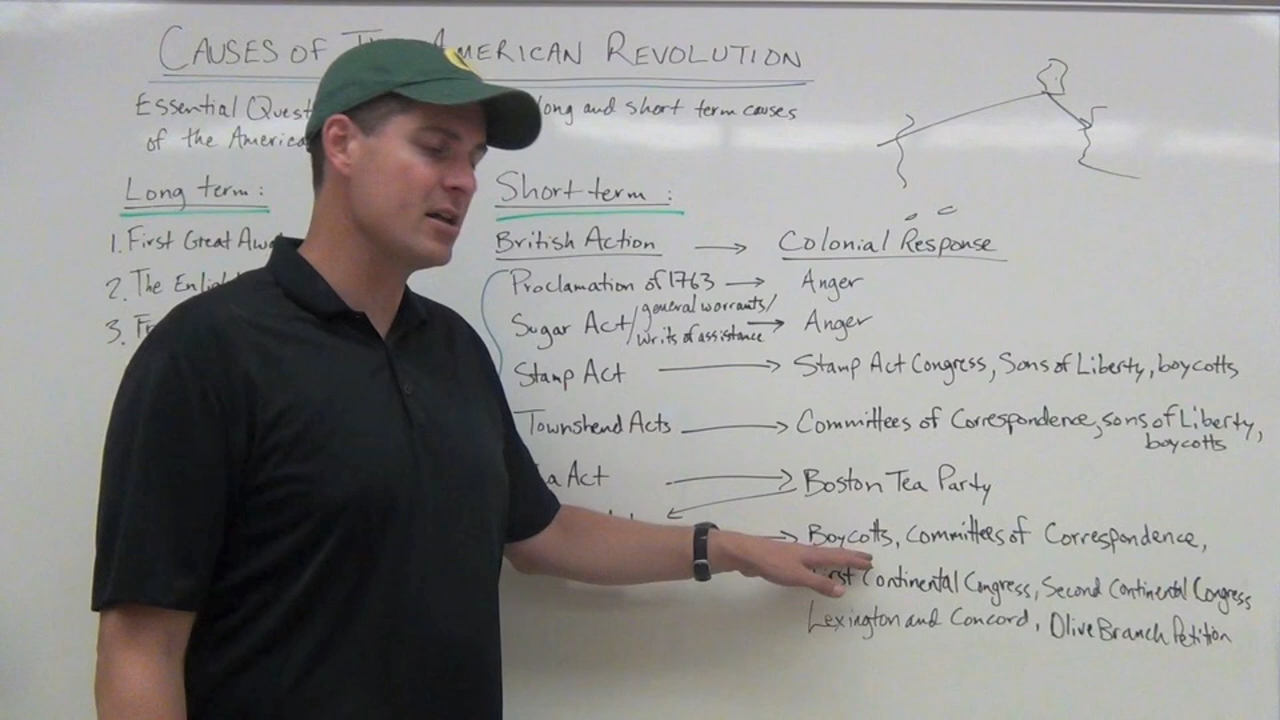 CAUSES OF THE AMERICAN REVOLUTION
Essential Quest long and short term causes
of the America
Long term:
1. First Great Awa
2. The Enlig
3. Fr
Short term:
British Action → Colonial Response
Proclamation of 1763 → Anger
Sugar Act/general warrants/writs of assistance → Anger
Stamp Act → Stamp Act Congress, Sons of Liberty, boycotts
Townshend Acts → Committees of Correspondence, sons of Liberty,
boycotts
a Act → Boston Tea Party
→ Boycotts, Committees of Correspondence,
First Continental Congress, Second Continental Congress
Lexington and Concord, Olive Branch Petition